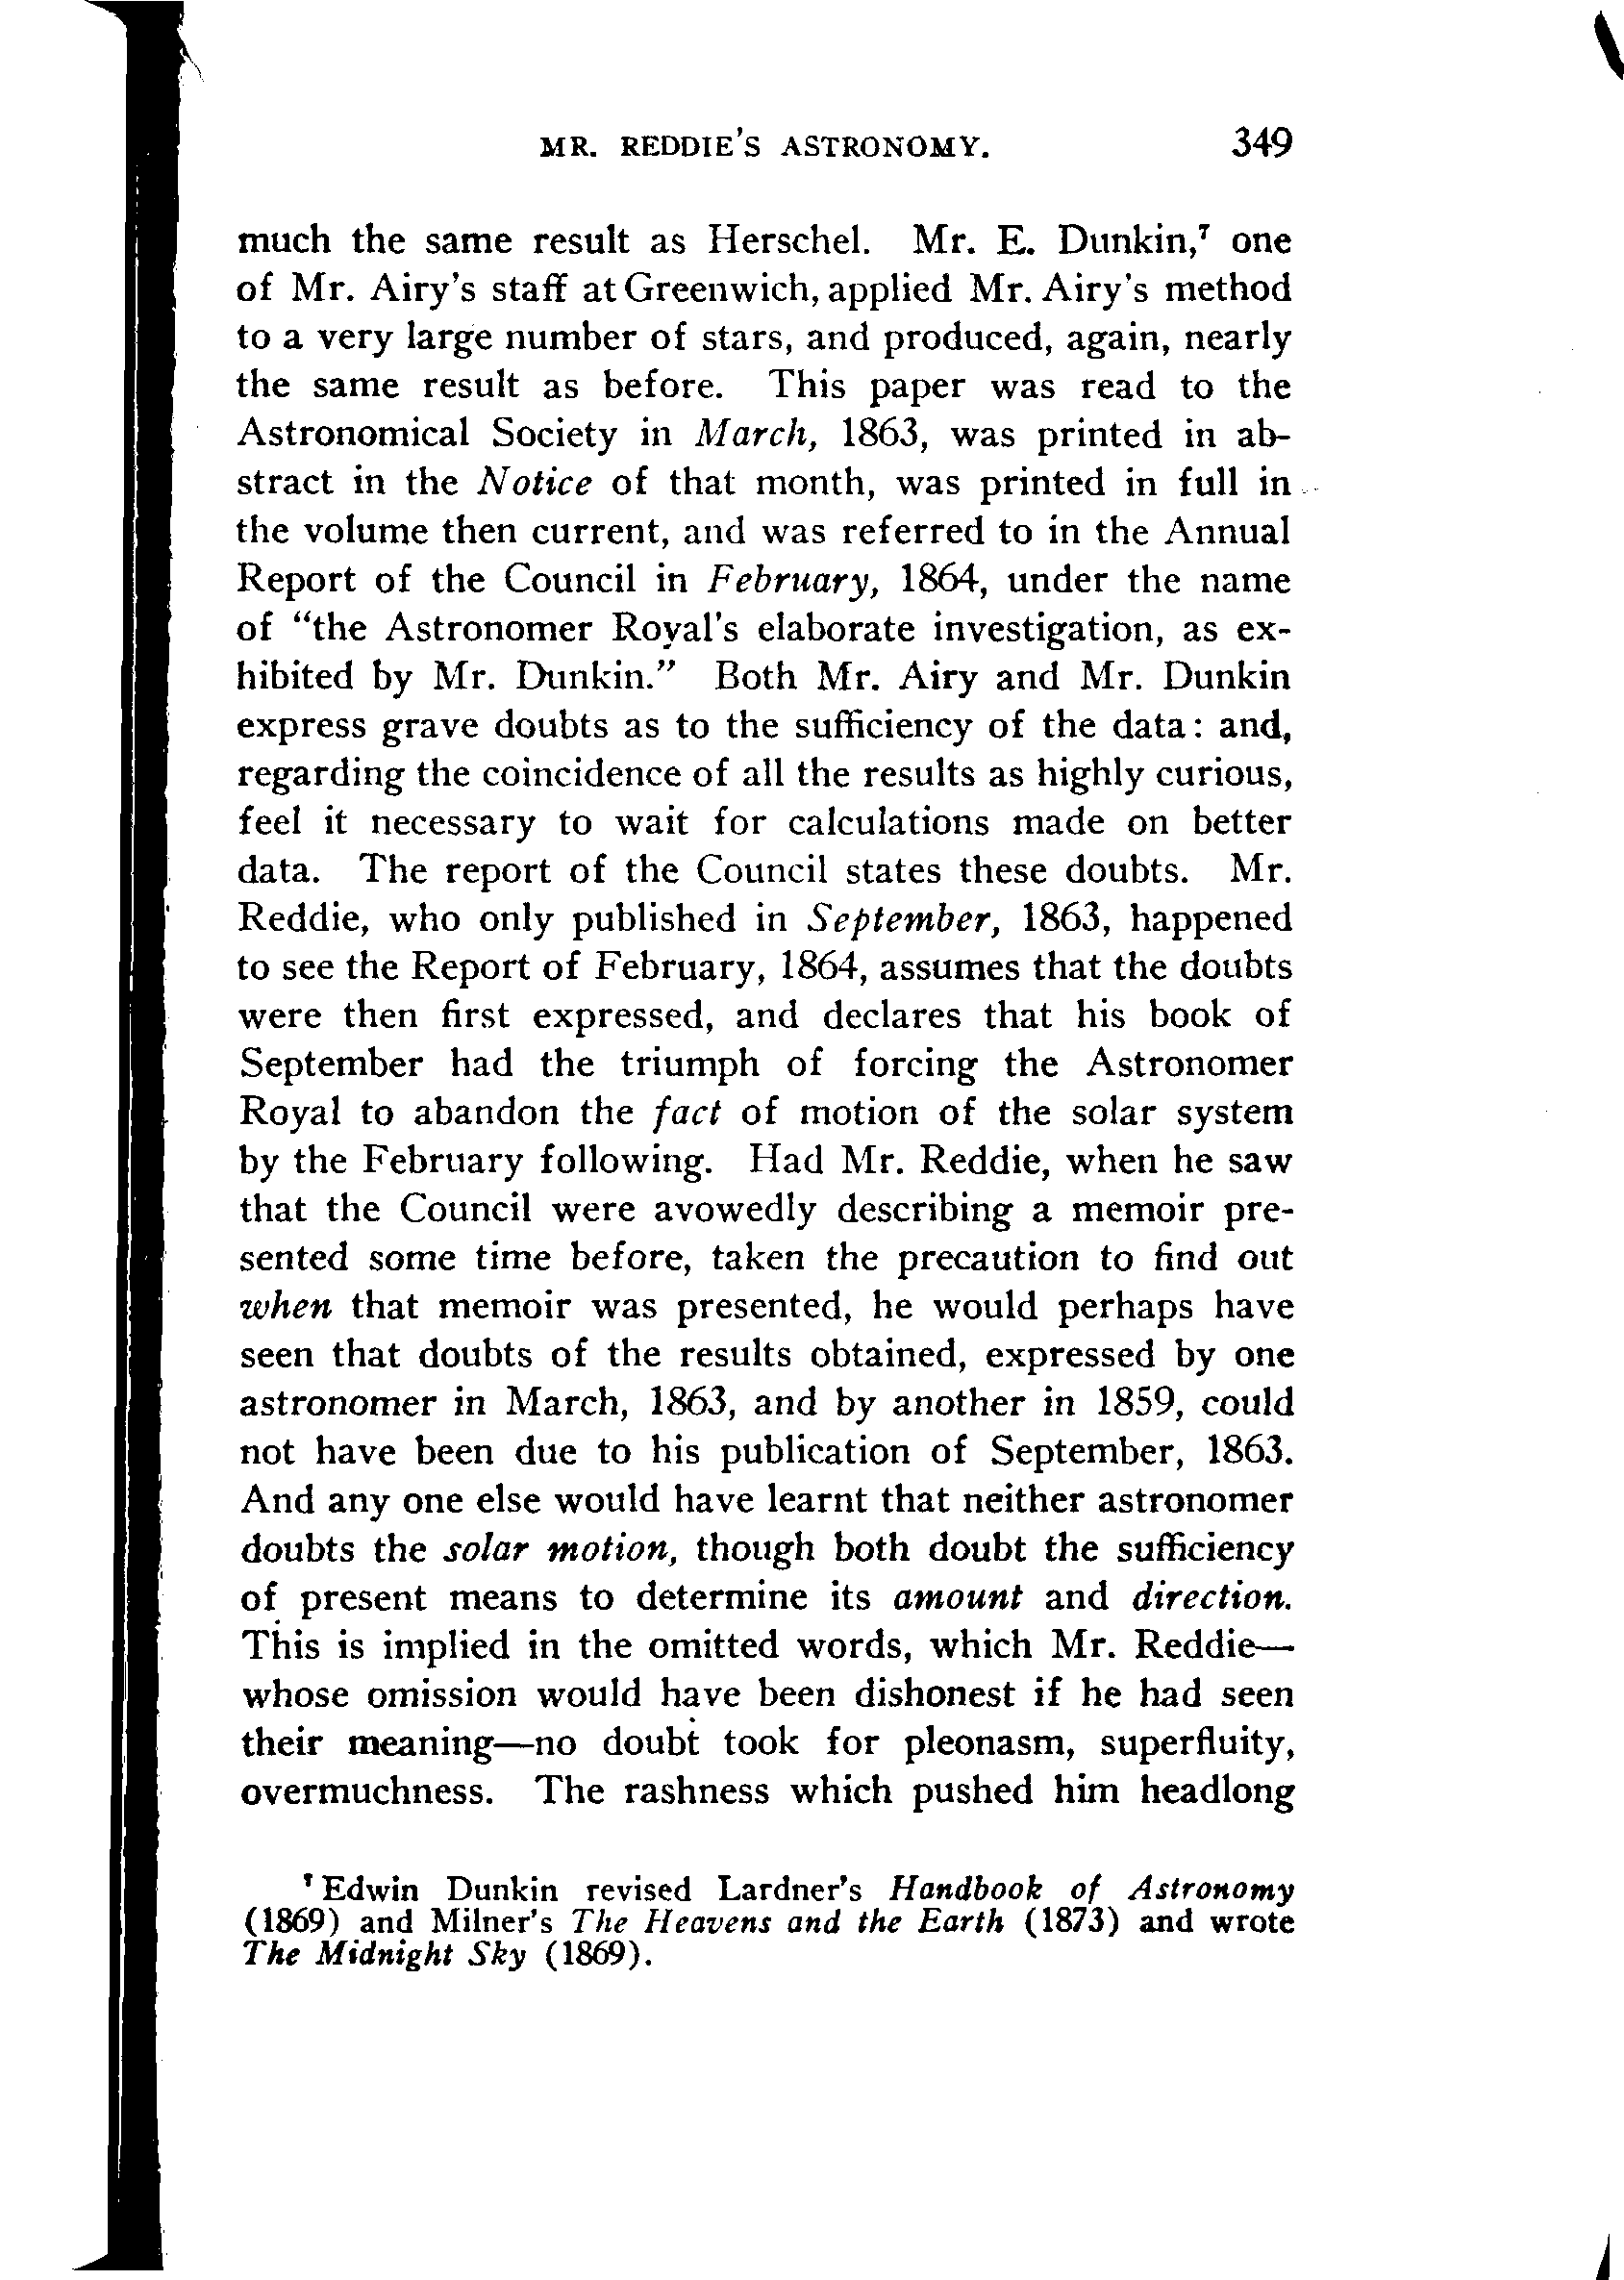 MR. REDDIE'S ASTRONOMY. 349
much the same result as Herschel. Mr. E. Dunkin,⁷ one
of Mr. Airy's staff at Greenwich, applied Mr. Airy's method
to a very large number of stars, and produced, again, nearly
the same result as before. This paper was read to the
Astronomical Society in March, 1863, was printed in ab-
stract in the Notice of that month, was printed in full in
the volume then current, and was referred to in the Annual
Report of the Council in February, 1864, under the name
of "the Astronomer Royal's elaborate investigation, as ex-
hibited by Mr. Dunkin." Both Mr. Airy and Mr. Dunkin
express grave doubts as to the sufficiency of the data: and,
regarding the coincidence of all the results as highly curious,
feel it necessary to wait for calculations made on better
data. The report of the Council states these doubts. Mr.
Reddie, who only published in September, 1863, happened
to see the Report of February, 1864, assumes that the doubts
were then first expressed, and declares that his book of
September had the triumph of forcing the Astronomer
Royal to abandon the fact of motion of the solar system
by the February following. Had Mr. Reddie, when he saw
that the Council were avowedly describing a memoir pre-
sented some time before, taken the precaution to find out
when that memoir was presented, he would perhaps have
seen that doubts of the results obtained, expressed by one
astronomer in March, 1863, and by another in 1859, could
not have been due to his publication of September, 1863.
And any one else would have learnt that neither astronomer
doubts the solar motion, though both doubt the sufficiency
of present means to determine its amount and direction.
This is implied in the omitted words, which Mr. Reddie—
whose omission would have been dishonest if he had seen
their meaning—no doubt took for pleonasm, superfluity,
overmuchness. The rashness which pushed him headlong
⁷ Edwin Dunkin revised Lardner's Handbook of Astronomy
(1869) and Milner's The Heavens and the Earth (1873) and wrote
The Midnight Sky (1869).